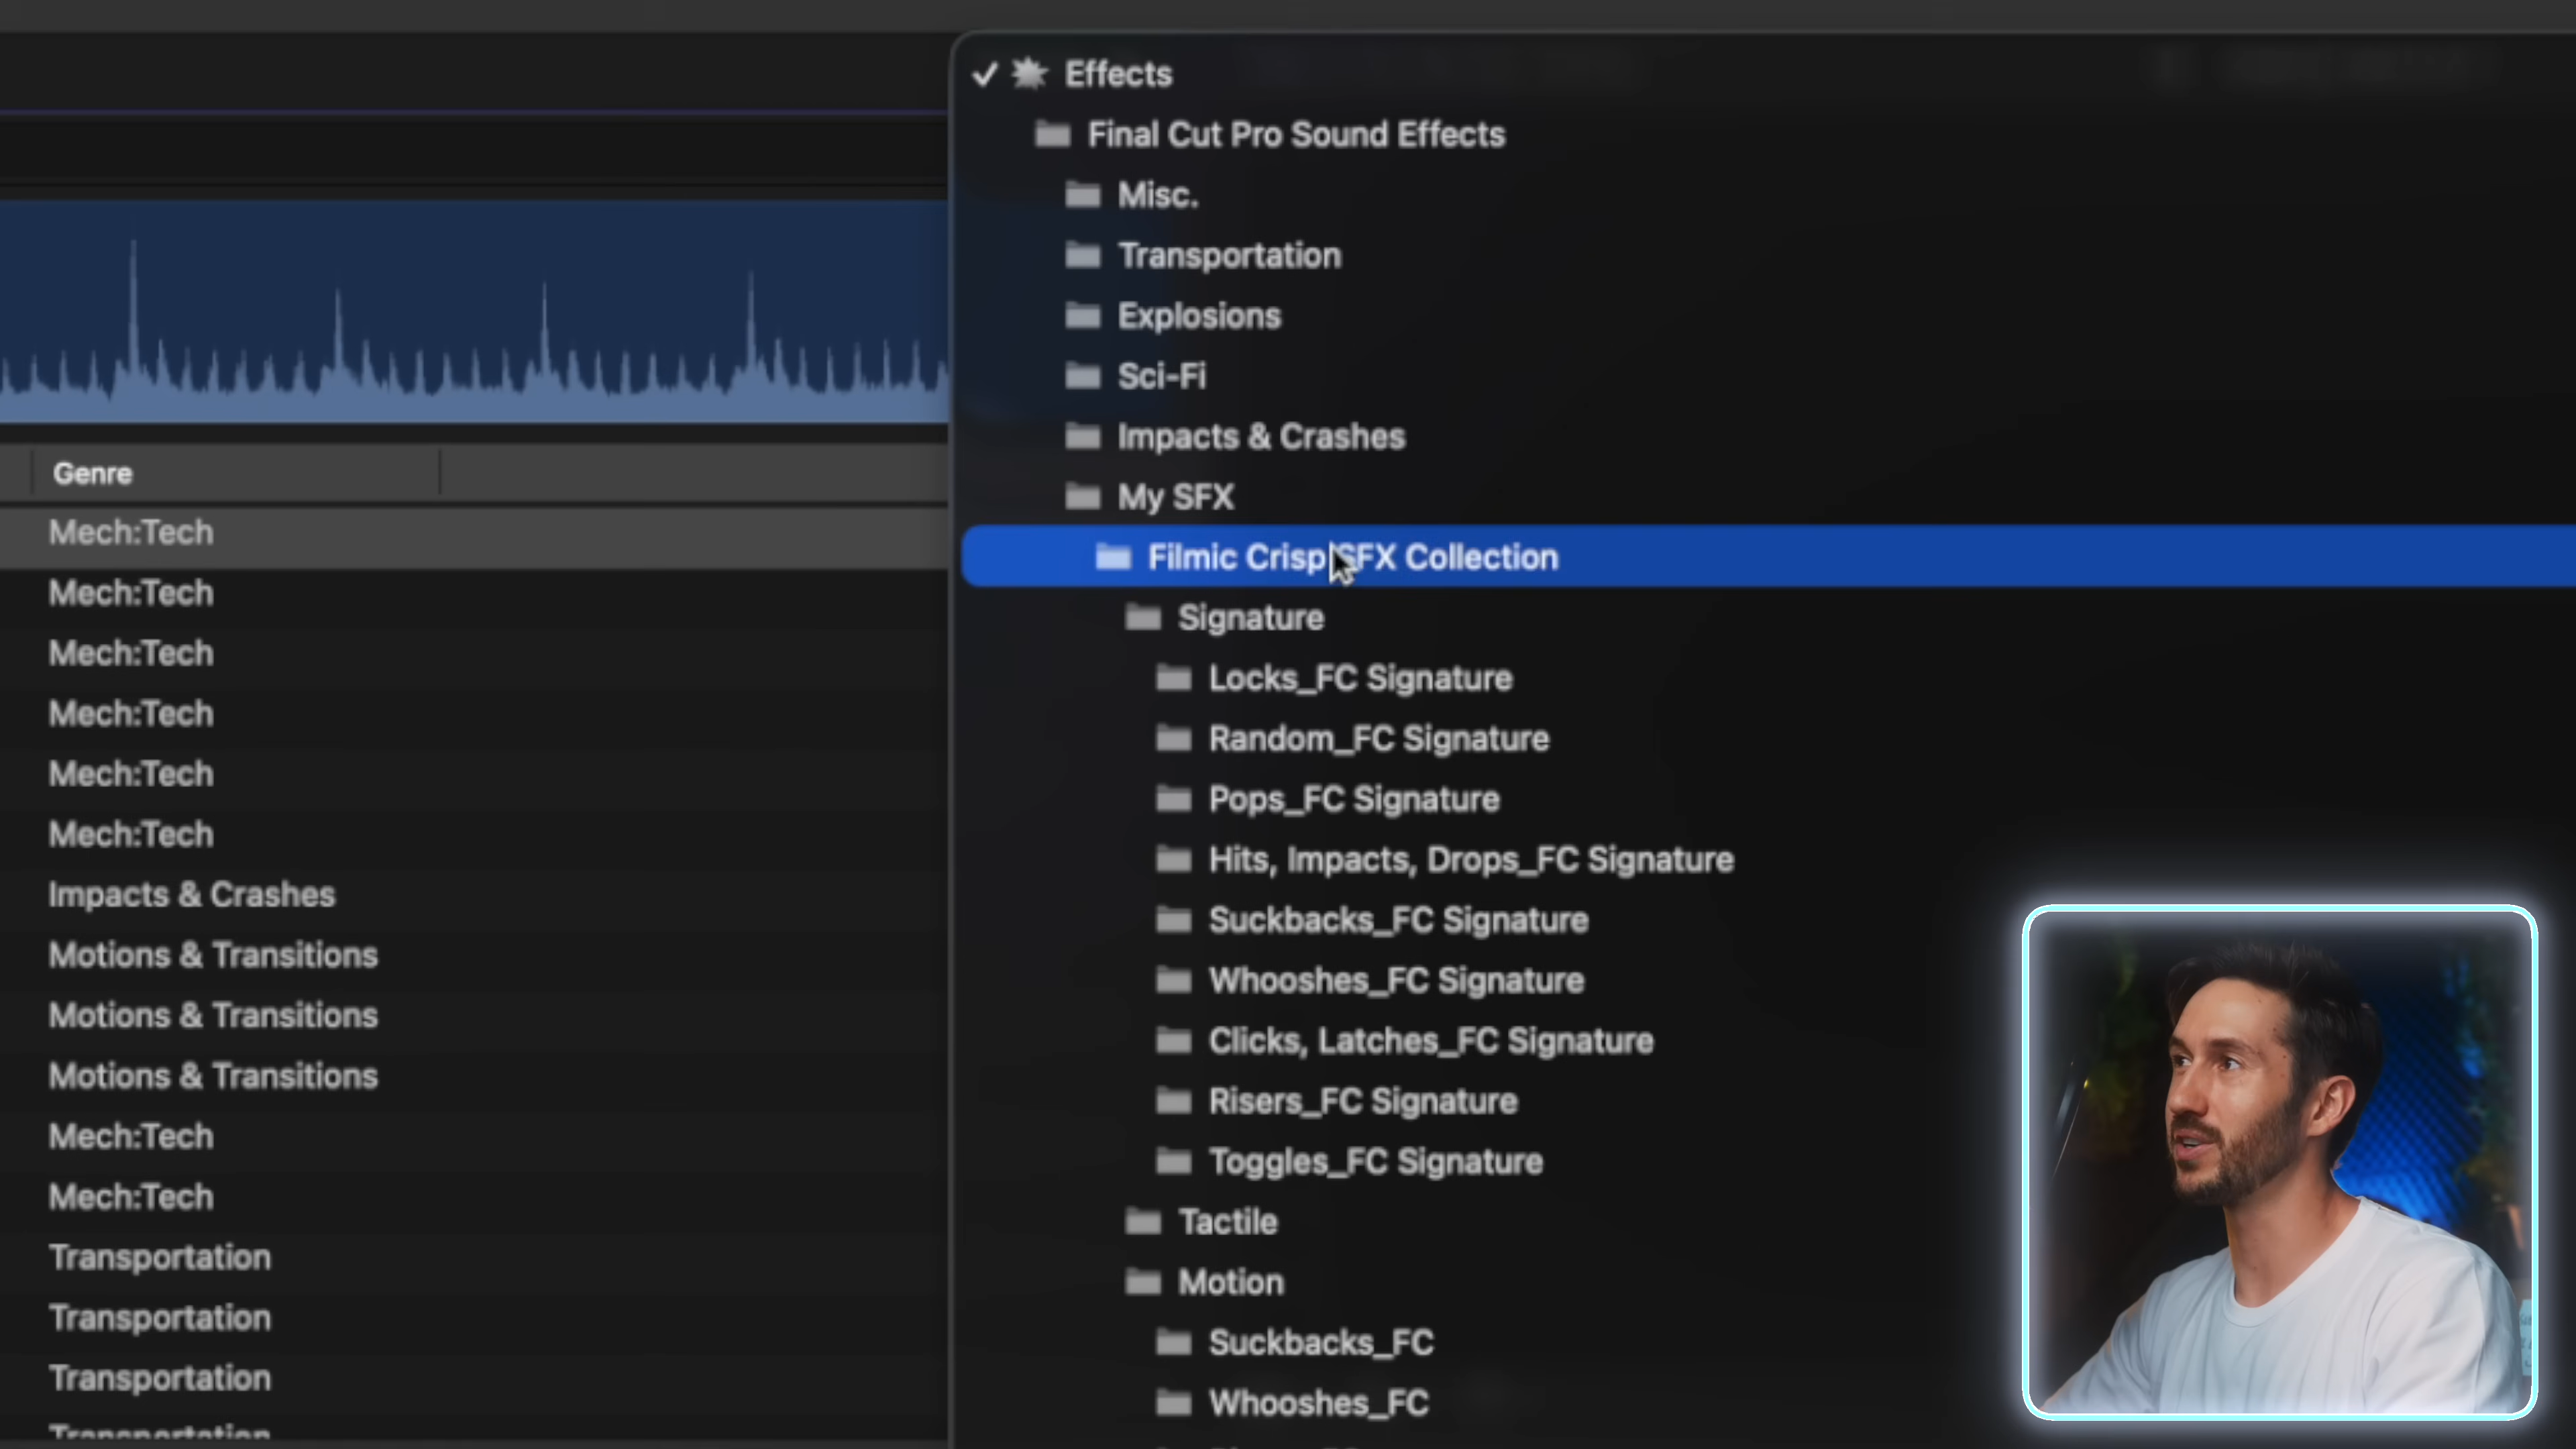 Effects
Final Cut Pro Sound Effects
Misc.
Transportation
Explosions
Sci-Fi
Impacts & Crashes
My SFX
Filmic Crisp SFX Collection
Signature
Locks_FC Signature
Random_FC Signature
Pops_FC Signature
Hits, Impacts, Drops_FC Signature
Suckbacks_FC Signature
Whooshes_FC Signature
Clicks, Latches_FC Signature
Risers_FC Signature
Toggles_FC Signature
Tactile
Motion
Suckbacks_FC
Whooshes_FC
Genre
Mech:Tech
Mech:Tech
Mech:Tech
Mech:Tech
Mech:Tech
Mech:Tech
Impacts & Crashes
Motions & Transitions
Motions & Transitions
Motions & Transitions
Mech:Tech
Mech:Tech
Transportation
Transportation
Transportation
Transportation